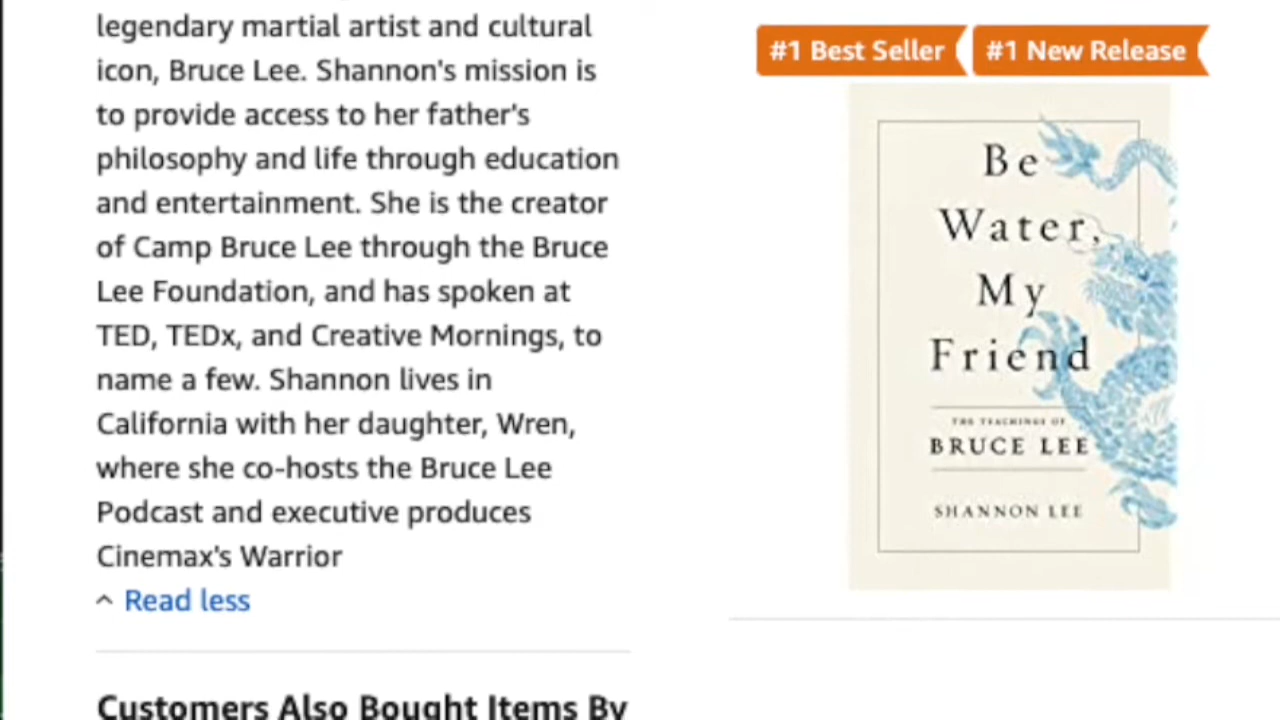 legendary martial artist and cultural
icon, Bruce Lee. Shannon's mission is
to provide access to her father's
philosophy and life through education
and entertainment. She is the creator
of Camp Bruce Lee through the Bruce
Lee Foundation, and has spoken at
TED, TEDx, and Creative Mornings, to
name a few. Shannon lives in
California with her daughter, Wren,
where she co-hosts the Bruce Lee
Podcast and executive produces
Cinemax's Warrior
^ Read less
Customers Also Bought Items By
#1 Best Seller #1 New Release
Be
Water,
My
Friend
THE TEACHINGS OF
BRUCE LEE
SHANNON LEE